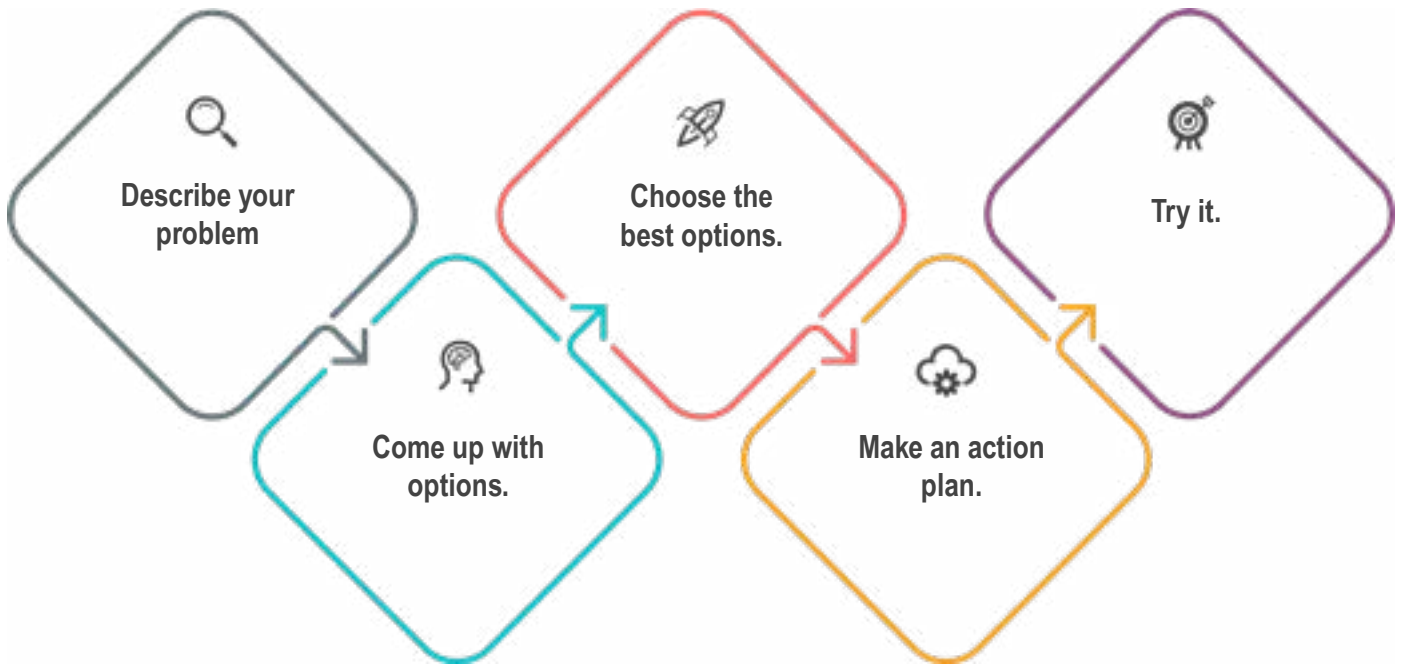 Describe your
problem
Come up with
options.
Choose the
best options.
Make an action
plan.
Try it.